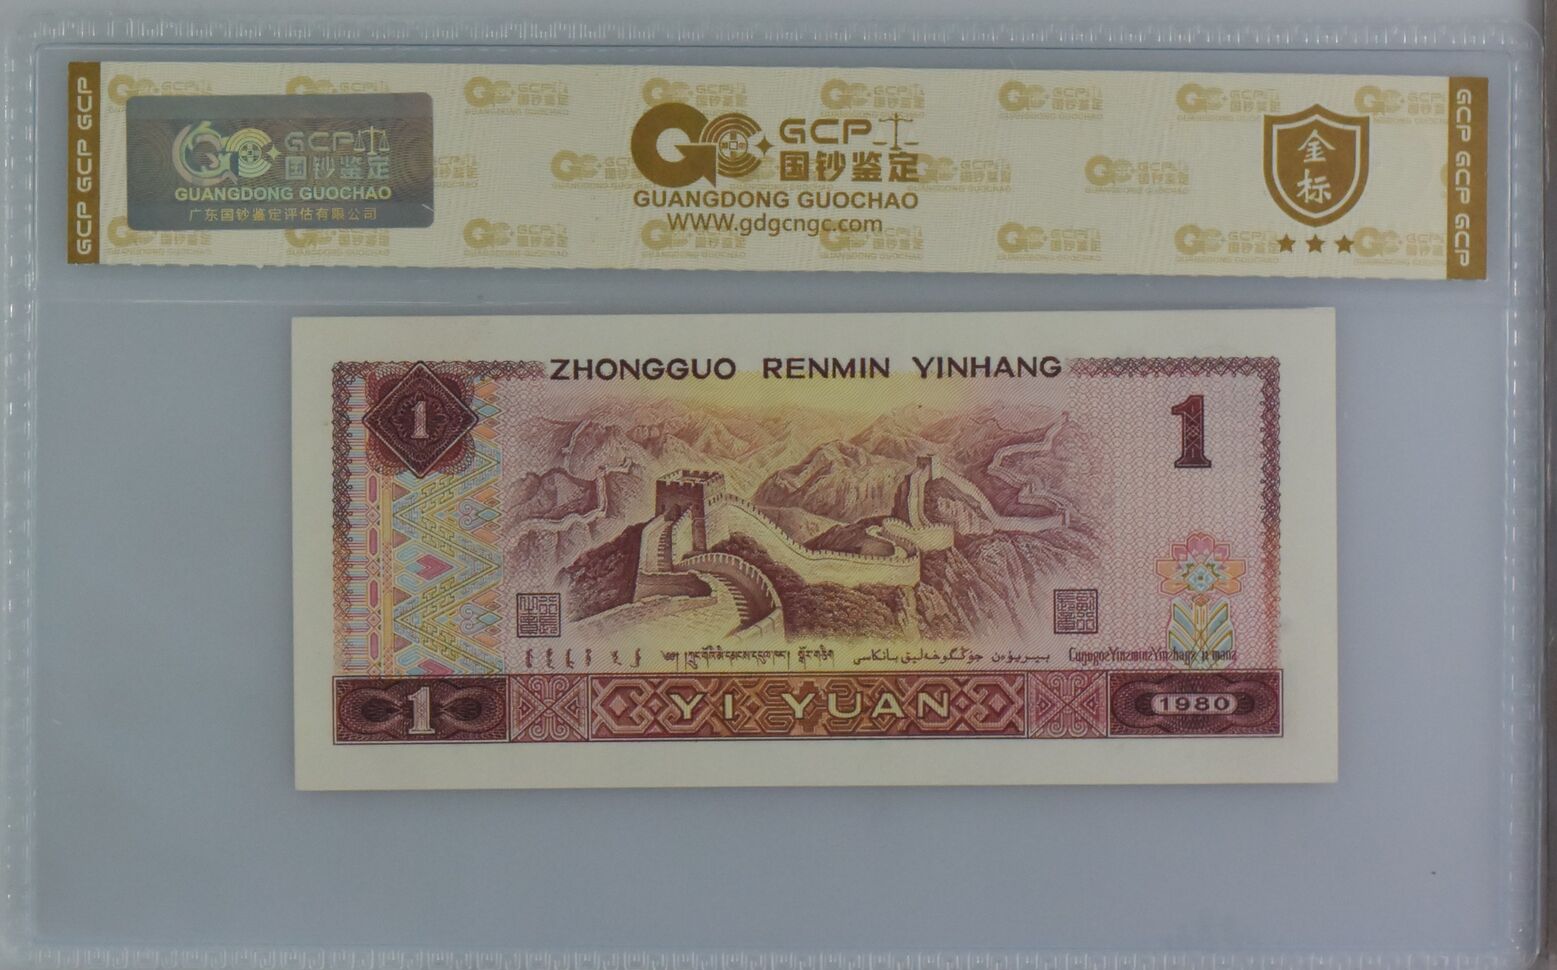 GCP GCP GCP
GCP
国钞鉴定
GUANGDONG GUOCHAO
广东国钞鉴定评估有限公司
GCP
国钞鉴定
GUANGDONG GUOCHAO
WWW.gdgcngc.com
金标
GCP GCP GCP
ZHONGGUO RENMIN YINHANG
1
1
1
YI YUAN
1980